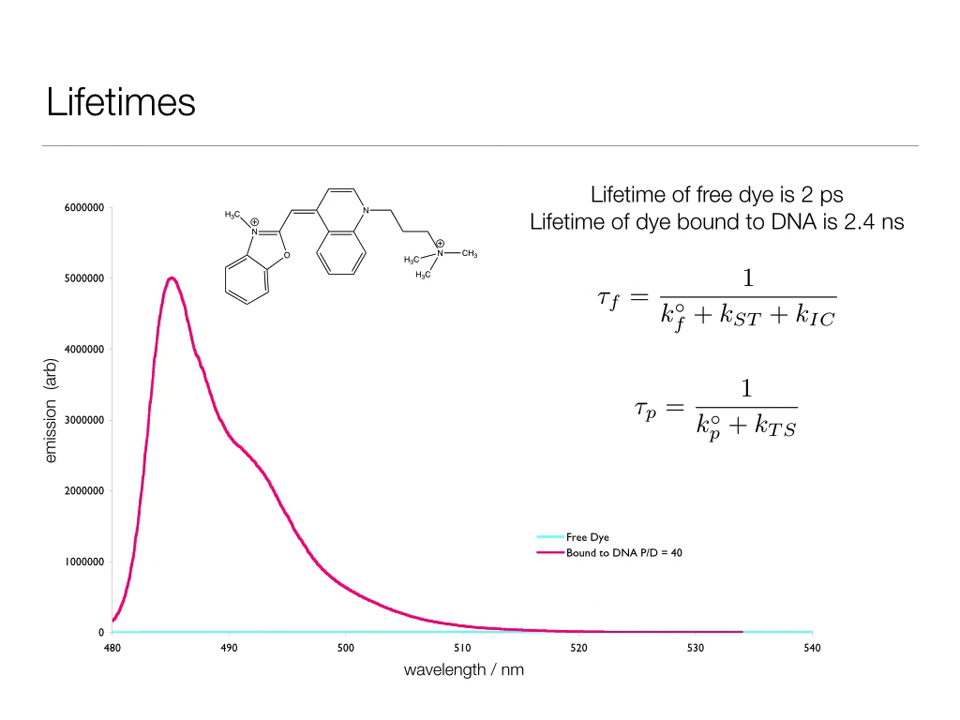 Lifetimes
Lifetime of free dye is 2 ps
Lifetime of dye bound to DNA is 2.4 ns
τf = 1 / (k°f + kST + kIC)
τp = 1 / (k°p + kTS)
H3C
⊕
N
O
N
⊕
H3C
N
CH3
H3C
emission (arb)
6000000
5000000
4000000
3000000
2000000
1000000
0
Free Dye
Bound to DNA P/D = 40
480 490 500 510 520 530 540
wavelength / nm